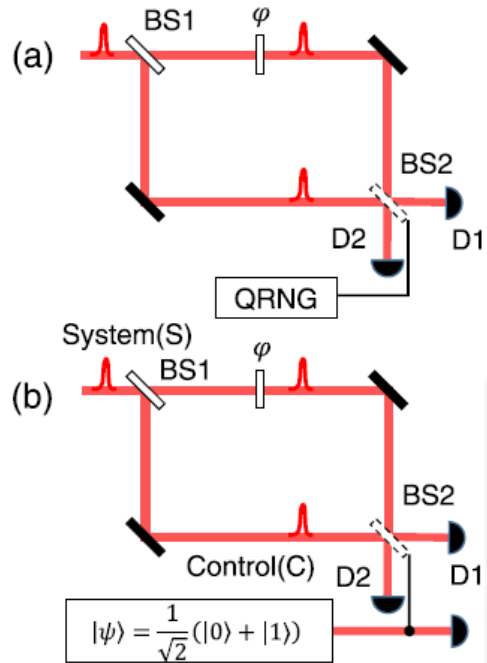 (a)
BS1
φ
BS2
D2
D1
QRNG
System(S)
(b)
BS1
φ
BS2
Control(C)
D2
D1
|ψ⟩ = 1/√2 (|0⟩ + |1⟩)